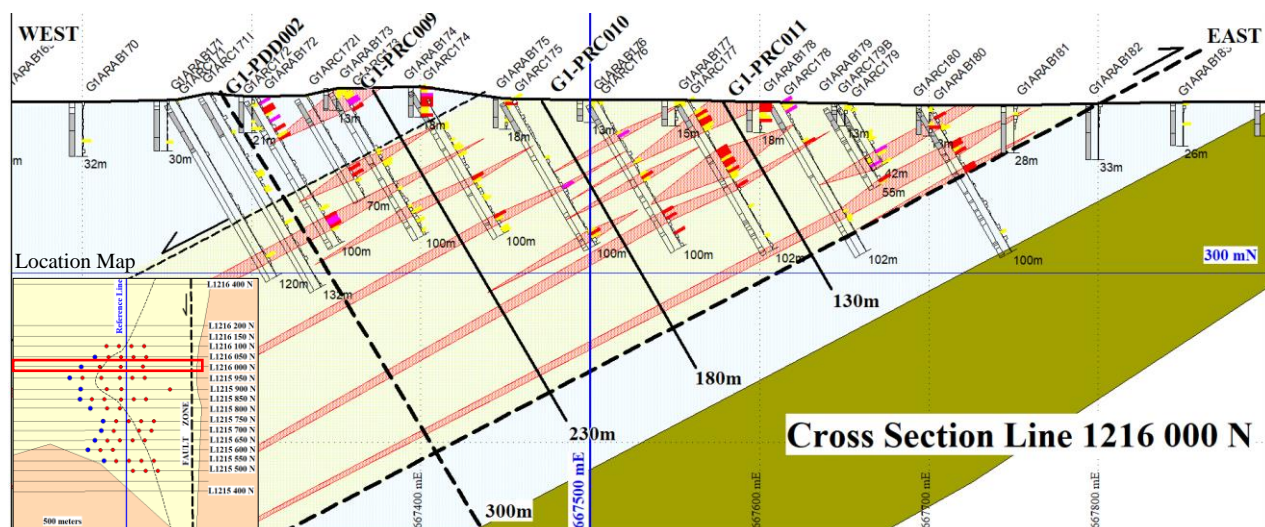 WEST
EAST
G1ARAB170
G1ARAB171
G1-PDD002
G1ARC172
G1ARAB172
G1ARC172I
G1ARAB173
G1ARC173
G1-PRC009
G1ARAB174
G1ARC174
G1ARAB175
G1ARC175
G1-PRC010
G1ARAB176
G1ARC176
G1ARAB177
G1ARC177
G1-PRC011
G1ARAB178
G1ARC178
G1ARAB179
G1ARC179B
G1ARC179
G1ARC180
G1ARAB180
G1ARAB181
G1ARAB182
G1ARAB183
32m
30m
21m
13m
18m
18m
13m
15m
18m
13m
42m
55m
28m
33m
26m
70m
100m
120m
132m
100m
100m
100m
100m
102m
102m
100m
300 mN
130m
180m
230m
300m
Location Map
Reference Line
L1216 400 N
L1216 200 N
L1216 150 N
L1216 100 N
L1216 050 N
L1216 000 N
L1215 950 N
L1215 900 N
L1215 850 N
L1215 800 N
L1215 750 N
L1215 700 N
L1215 650 N
L1215 600 N
L1215 550 N
L1215 500 N
L1215 400 N
FAULT ZONE
500 meters
667400 mE
667500 mE
667600 mE
667700 mE
667800 mE
Cross Section Line 1216 000 N